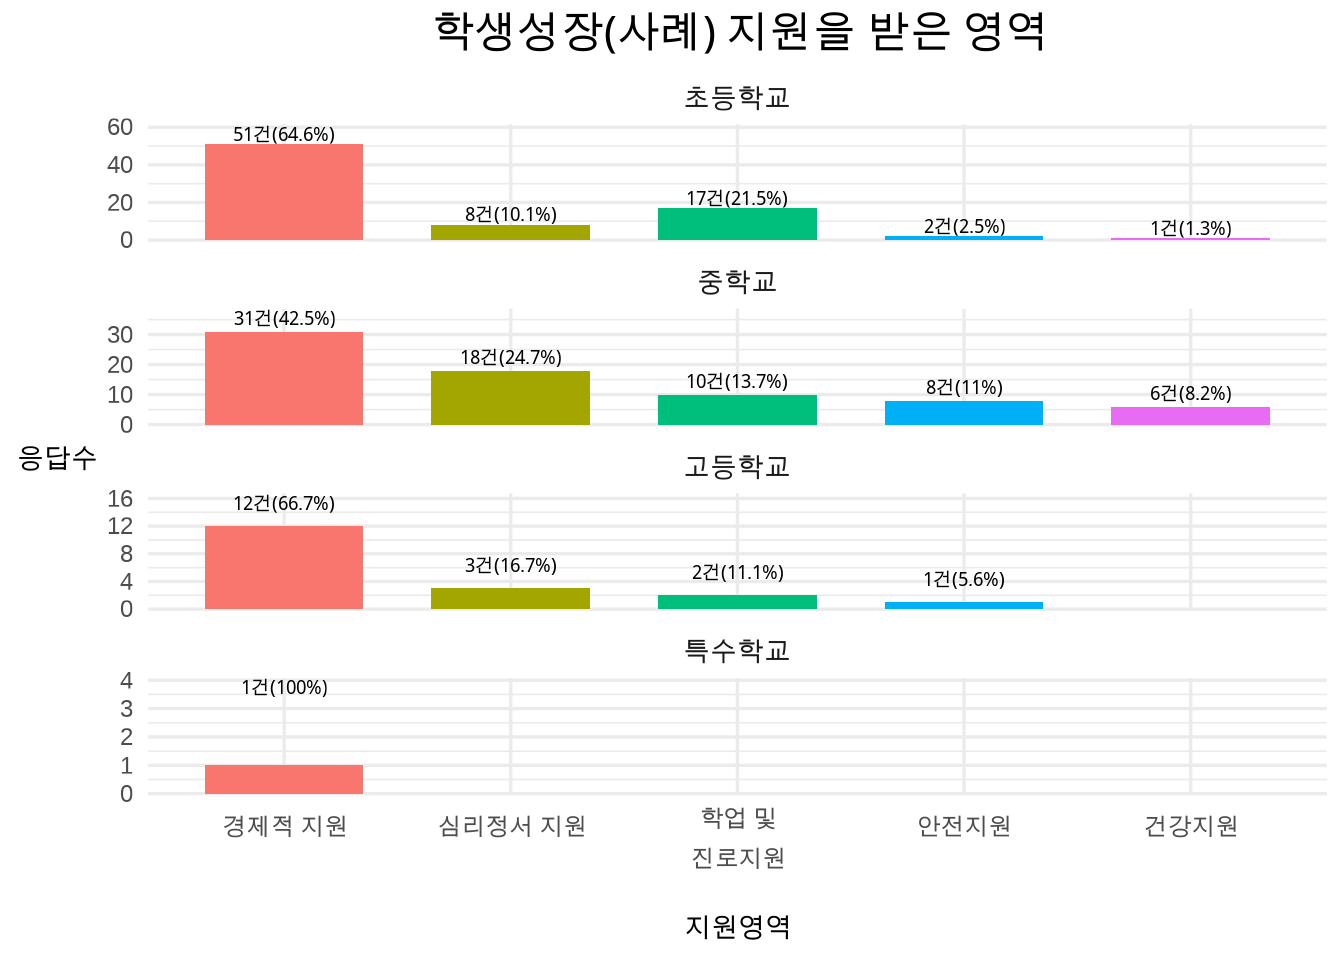 학생성장(사례) 지원을 받은 영역
초등학교
60
40
20
0
51건(64.6%)
8건(10.1%)
17건(21.5%)
2건(2.5%)
1건(1.3%)
중학교
30
20
10
0
31건(42.5%)
18건(24.7%)
10건(13.7%)
8건(11%)
6건(8.2%)
응답수
고등학교
16
12
8
4
0
12건(66.7%)
3건(16.7%)
2건(11.1%)
1건(5.6%)
특수학교
4
3
2
1
0
1건(100%)
경제적 지원
심리정서 지원
학업 및
진로지원
안전지원
건강지원
지원영역